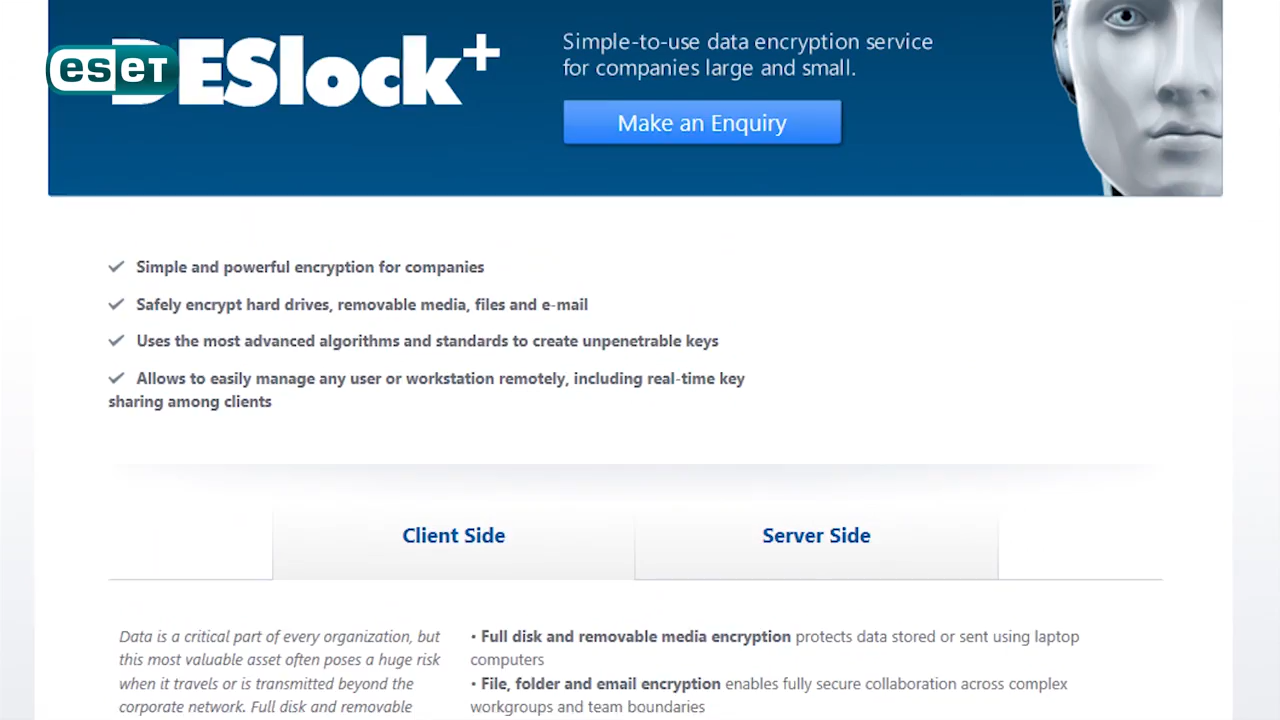 eset
DESlock+
Simple-to-use data encryption service
for companies large and small.
Make an Enquiry
Simple and powerful encryption for companies
Safely encrypt hard drives, removable media, files and e-mail
Uses the most advanced algorithms and standards to create unpenetrable keys
Allows to easily manage any user or workstation remotely, including real-time key
sharing among clients
Client Side
Server Side
Data is a critical part of every organization, but
this most valuable asset often poses a huge risk
when it travels or is transmitted beyond the
corporate network. Full disk and removable
• Full disk and removable media encryption protects data stored or sent using laptop
computers
• File, folder and email encryption enables fully secure collaboration across complex
workgroups and team boundaries